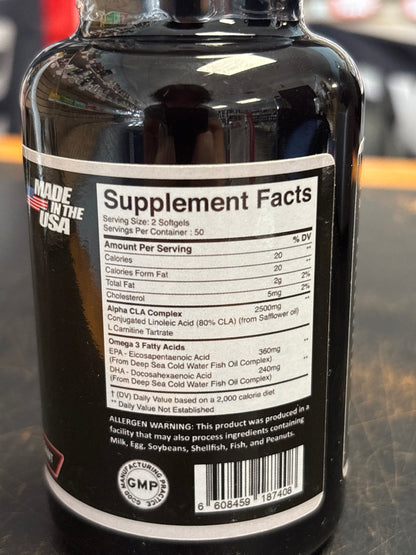 MADE
IN THE
USA
Supplement Facts
Serving Size: 2 Softgels
Servings Per Container : 50
Amount Per Serving % DV
Calories 20 **
Calories Form Fat 20 **
Total Fat 2g 2%
Cholesterol 5mg 2%
Alpha CLA Complex 2500mg **
Conjugated Linoleic Acid (80% CLA) (from Safflower oil)
L Carnitine Tartrate
Omega 3 Fatty Acids **
EPA - Eicosapentaenoic Acid 360mg
(From Deep Sea Cold Water Fish Oil Complex) **
DHA - Docosahexaenoic Acid 240mg
(From Deep Sea Cold Water Fish Oil Complex)
† (DV) Daily Value based on a 2,000 calorie diet
** Daily Value Not Established
ALLERGEN WARNING: This product was produced in a
facility that may also process ingredients containing
Milk, Egg, Soybeans, Shellfish, Fish, and Peanuts.
GOOD MANUFACTURING PRACTICE
GMP
6 608459 187408